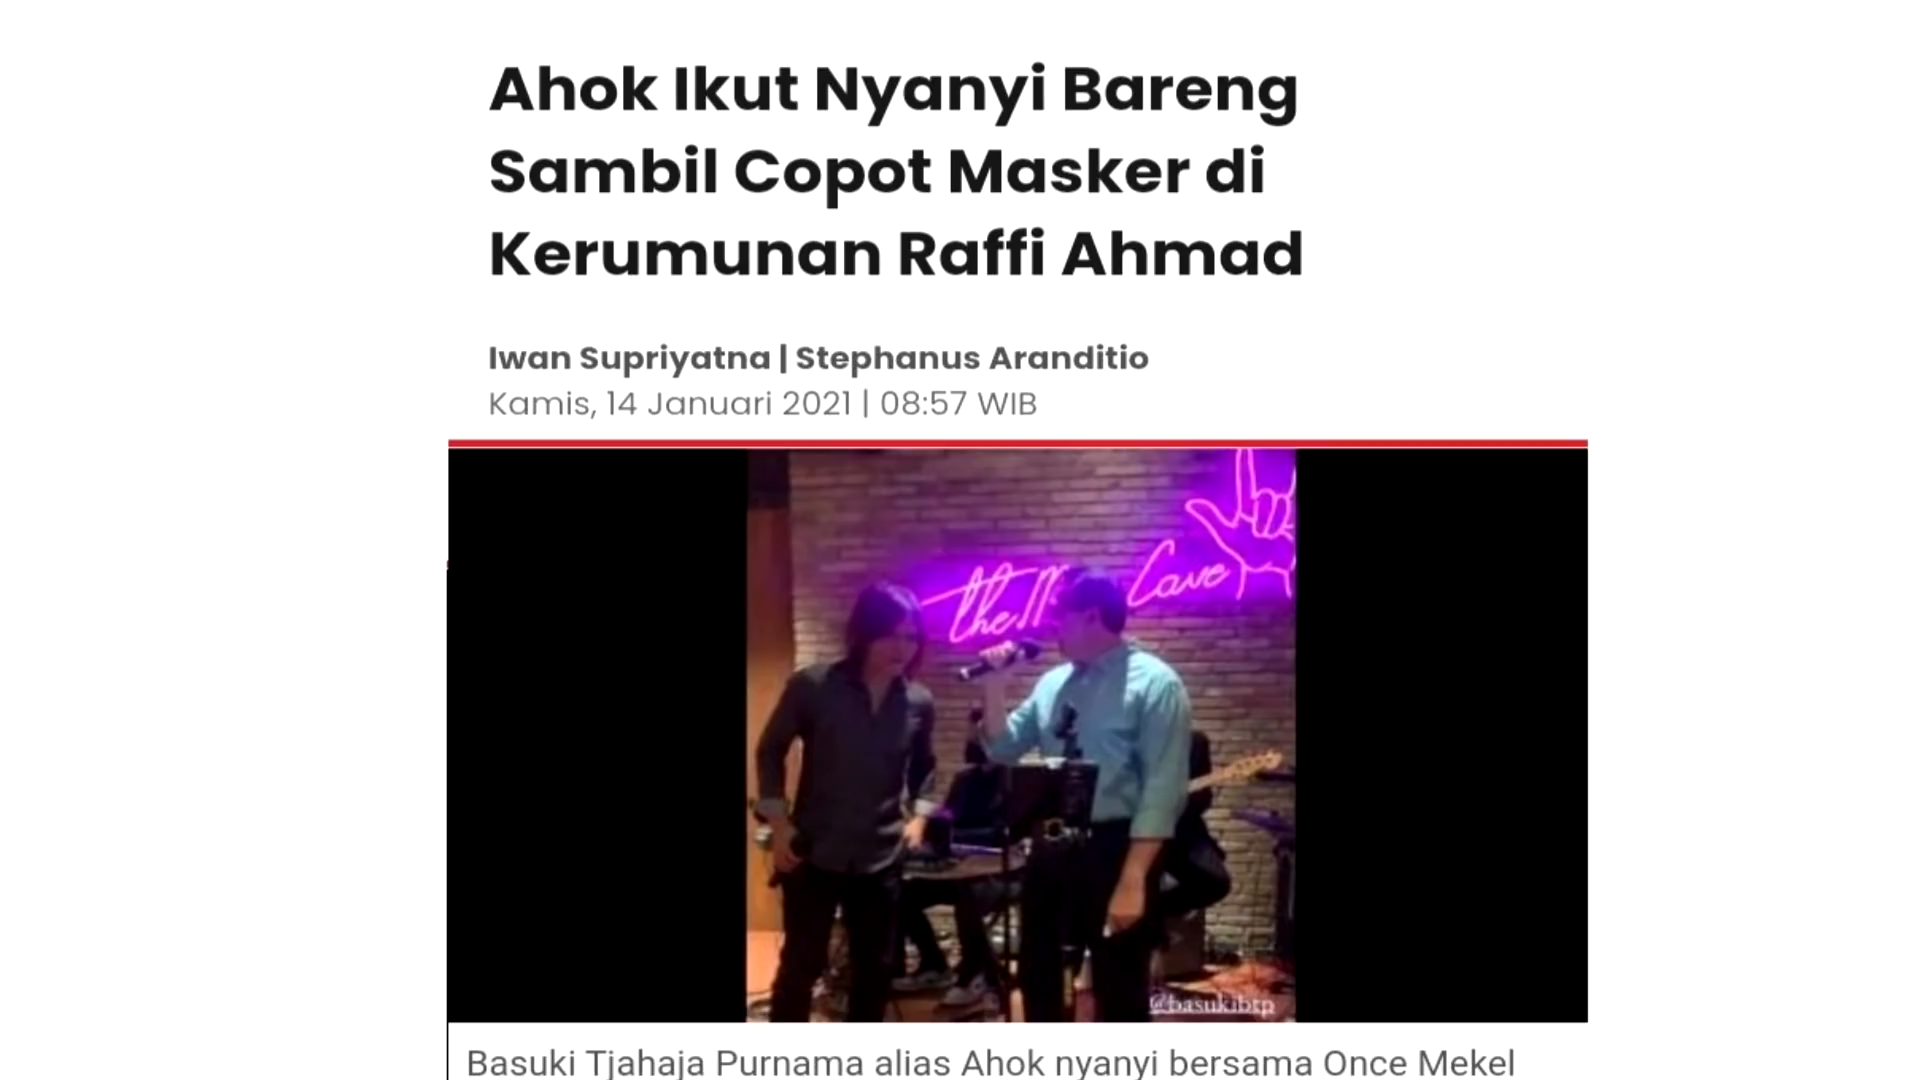 Ahok Ikut Nyanyi Bareng
Sambil Copot Masker di
Kerumunan Raffi Ahmad
Iwan Supriyatna | Stephanus Aranditio
Kamis, 14 Januari 2021 | 08:57 WIB
the
Cave
@basukibtp
Basuki Tjahaja Purnama alias Ahok nyanyi bersama Once Mekel